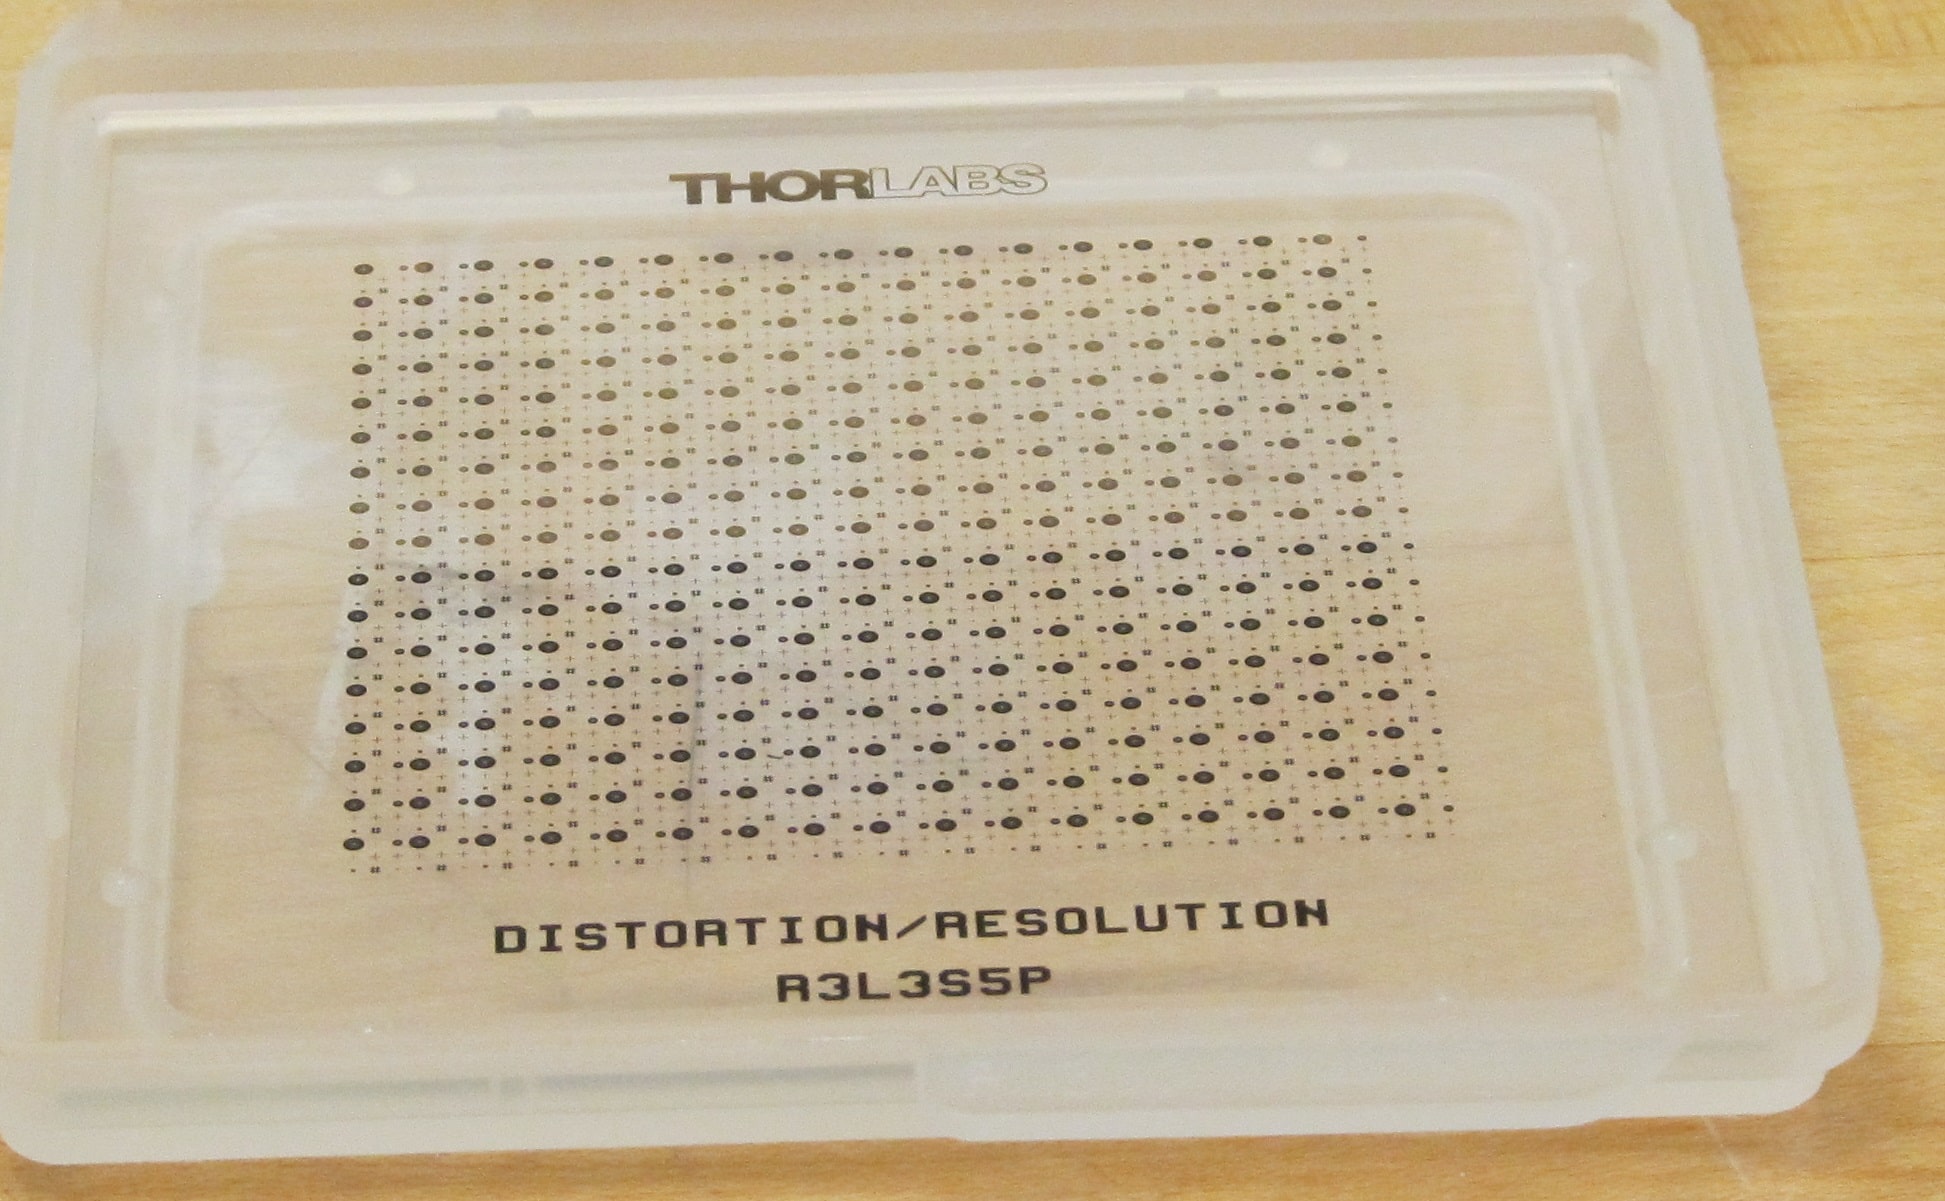 THORLABS
DISTORTION/RESOLUTION
R3L3S5P